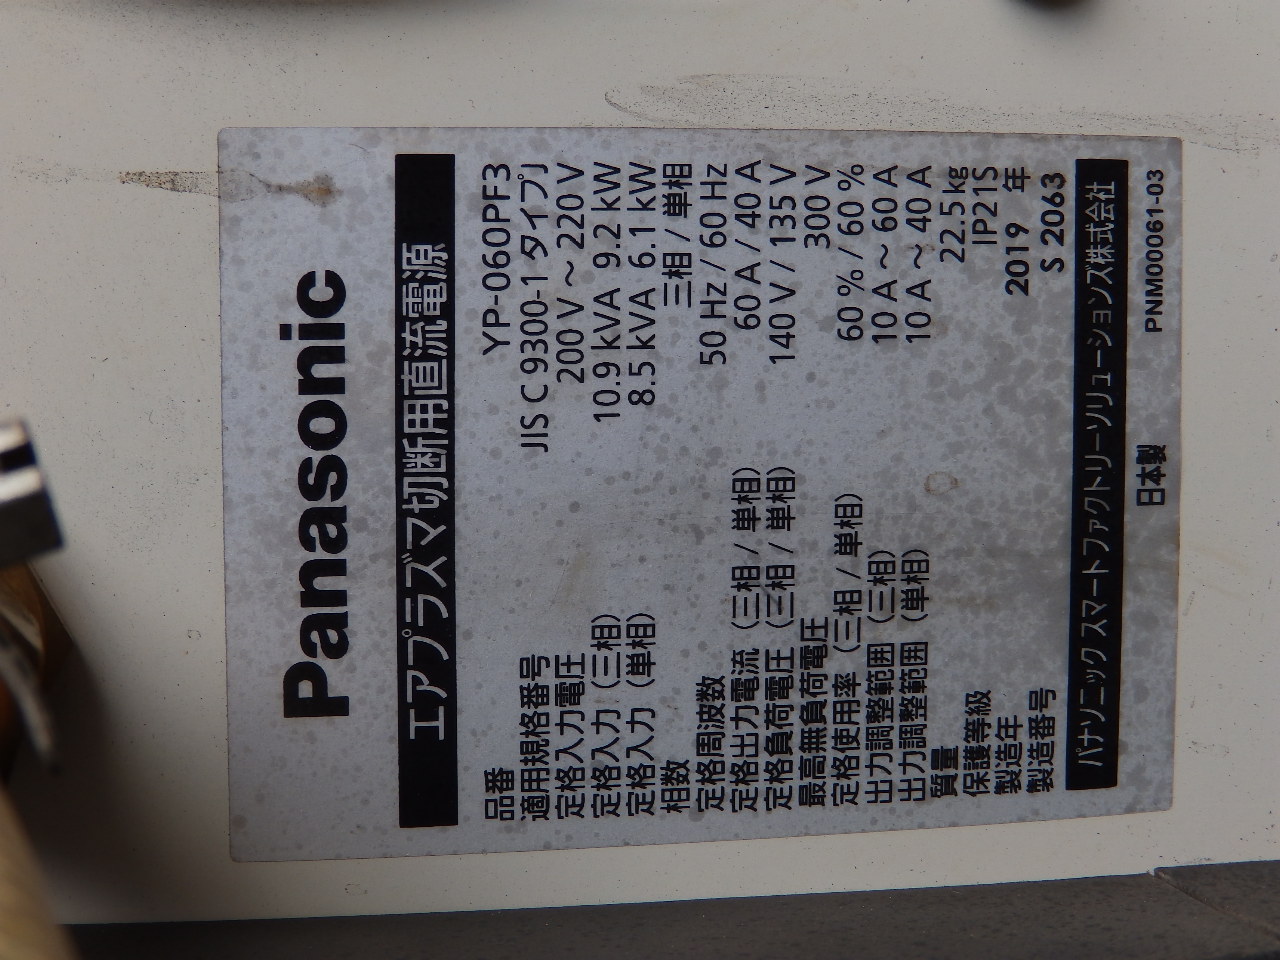 Panasonic
エアプラズマ切断用直流電源
品番 YP-060PF3
適用規格番号 JIS C 9300-1 タイプJ
定格入力電圧 200 V ～ 220 V
定格入力（三相） 10.9 kVA 9.2 kW
定格入力（単相） 8.5 kVA 6.1 kW
相数 三相 / 単相
定格周波数 50 Hz / 60 Hz
定格出力電流（三相 / 単相） 60 A / 40 A
定格負荷電圧（三相 / 単相） 140 V / 135 V
最高無負荷電圧 300 V
定格使用率（三相 / 単相） 60 % / 60 %
出力調整範囲（三相） 10 A ～ 60 A
出力調整範囲（単相） 10 A ～ 40 A
質量 22.5 kg
保護等級 IP21S
製造年 2019 年
製造番号 S 2063
パナソニック スマートファクトリーソリューションズ株式会社
日本製 PNM00061-03